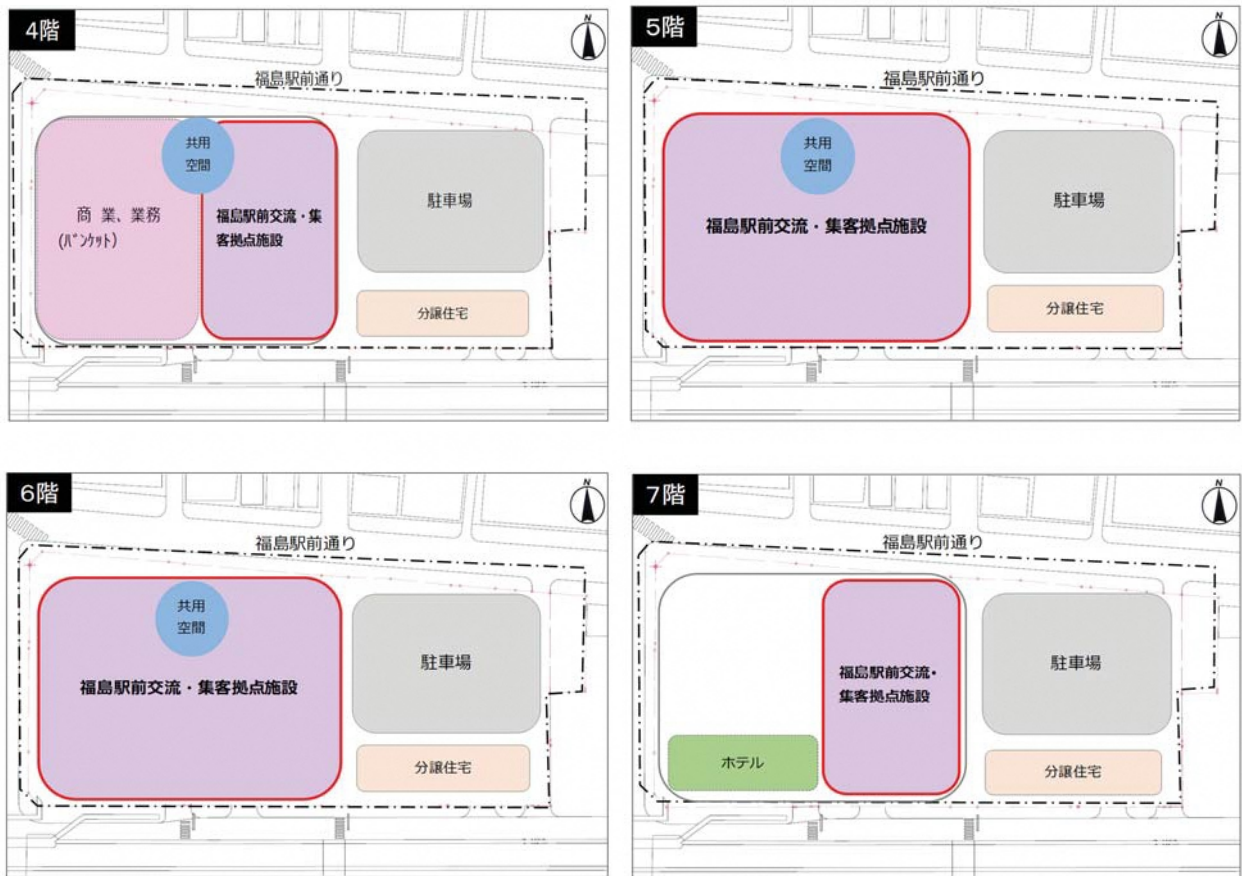 4階
N
福島駅前通り
共用
空間
商 業、業務
(バンケット)
福島駅前交流・集
客拠点施設
駐車場
分譲住宅
5階
N
福島駅前通り
共用
空間
福島駅前交流・集客拠点施設
駐車場
分譲住宅
6階
N
福島駅前通り
共用
空間
福島駅前交流・集客拠点施設
駐車場
分譲住宅
7階
N
福島駅前通り
福島駅前交流・
集客拠点施設
駐車場
ホテル
分譲住宅